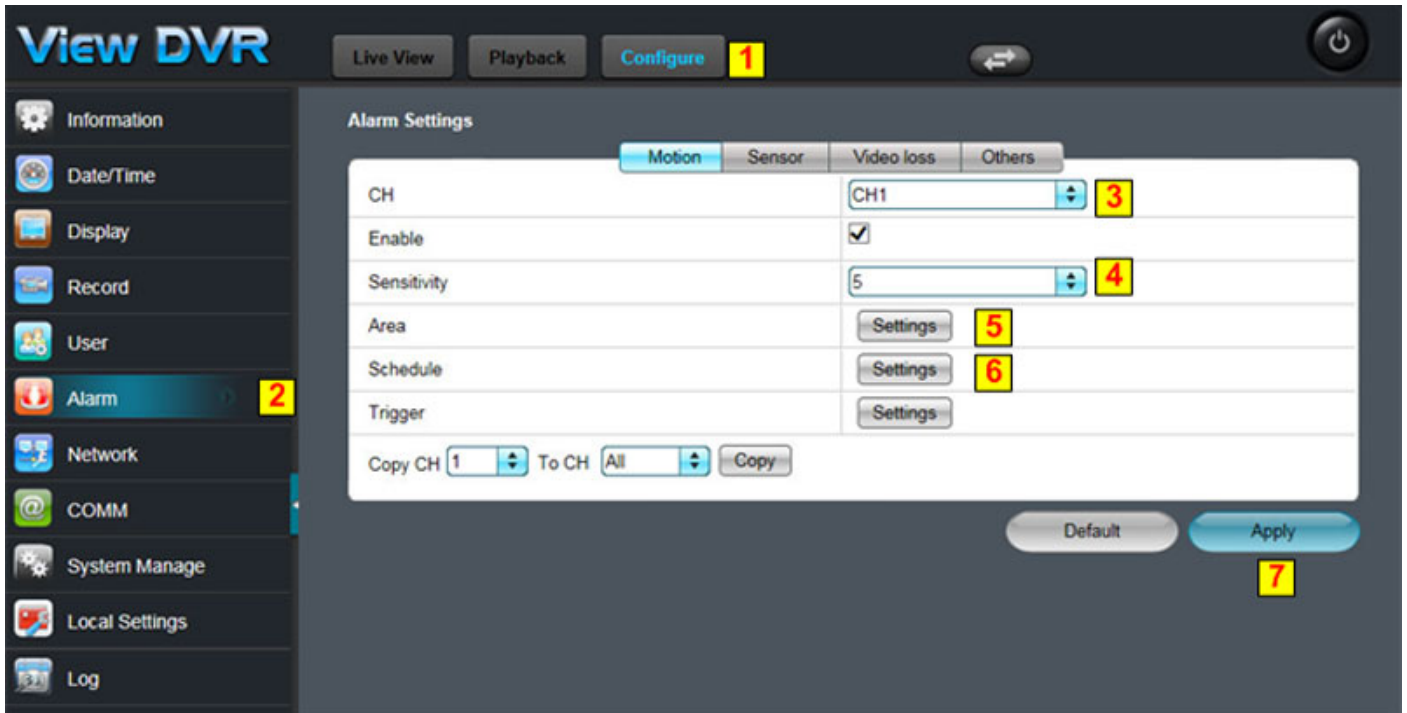 View DVR
Live View Playback Configure 1
Information
Date/Time
Display
Record
User
Alarm 2
Network
COMM
System Manage
Local Settings
Log
Alarm Settings
Motion Sensor Video loss Others
CH CH1 3
Enable
Sensitivity 5 4
Area Settings 5
Schedule Settings 6
Trigger Settings
Copy CH 1 To CH All Copy
Default Apply
7